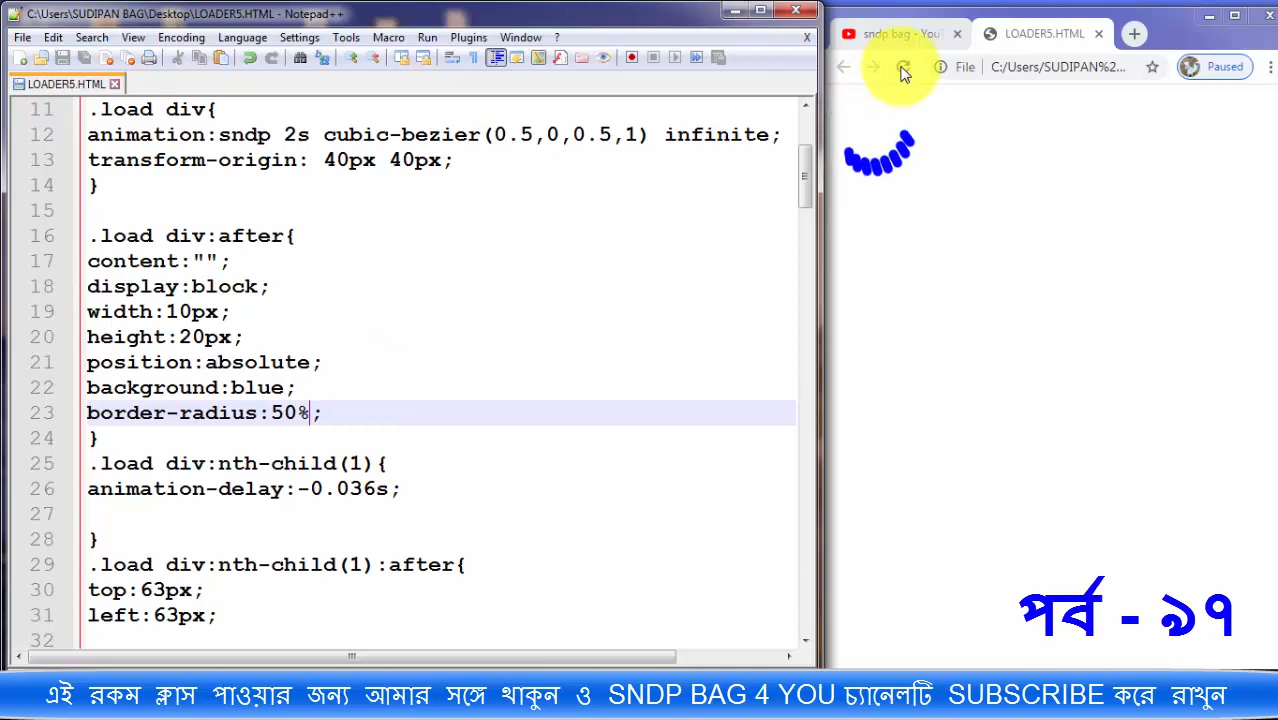 C:\Users\SUDIPAN BAG\Desktop\LOADER5.HTML - Notepad++
File Edit Search View Encoding Language Settings Tools Macro Run Plugins Window ? X
LOADER5.HTML
11 .load div{
12 animation:sndp 2s cubic-bezier(0.5,0,0.5,1) infinite;
13 transform-origin: 40px 40px;
14 }
15
16 .load div:after{
17 content:"";
18 display:block;
19 width:10px;
20 height:20px;
21 position:absolute;
22 background:blue;
23 border-radius:50%;
24 }
25 .load div:nth-child(1){
26 animation-delay:-0.036s;
27
28 }
29 .load div:nth-child(1):after{
30 top:63px;
31 left:63px;
32
sndp bag - You
LOADER5.HTML
File C:/Users/SUDIPAN%2... Paused
পর্ব - ৯৭
এই রকম ক্লাস পাওয়ার জন্য আমার সঙ্গে থাকুন ও SNDP BAG 4 YOU চ্যানেলটি SUBSCRIBE করে রাখুন